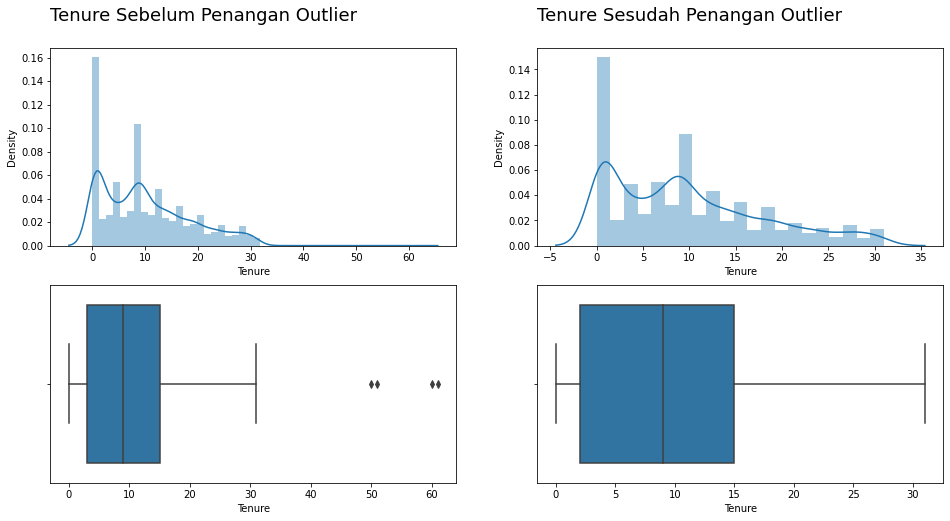 Tenure Sebelum Penangan Outlier
0.16
0.14
0.12
0.10
0.08
0.06
0.04
0.02
0.00
Density
0 10 20 30 40 50 60
Tenure
0 10 20 30 40 50 60
Tenure
Tenure Sesudah Penangan Outlier
0.14
0.12
0.10
0.08
0.06
0.04
0.02
0.00
Density
−5 0 5 10 15 20 25 30 35
Tenure
0 5 10 15 20 25 30
Tenure